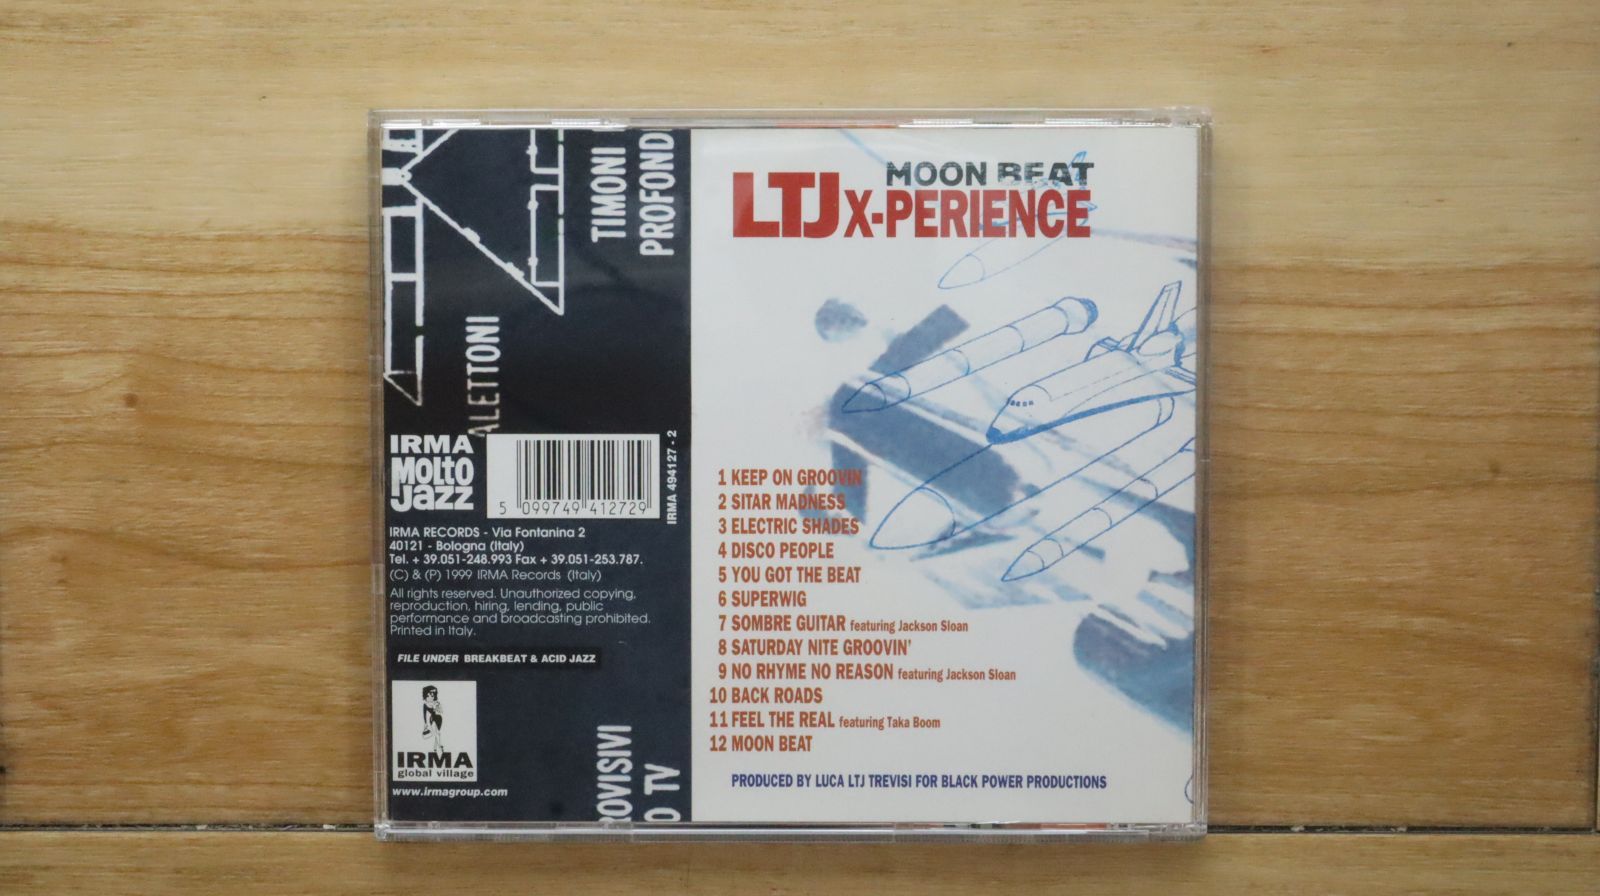 TIMONI
PROFOND
ALETTONI
IRMA
MOLTO
JAZZ
5 099749 412729
IRMA 494127 - 2
IRMA RECORDS - Via Fontanina 2
40121 - Bologna (Italy)
Tel. + 39.051-248.993 Fax + 39.051-253.787.
(C) & (P) 1999 IRMA Records (Italy)
All rights reserved. Unauthorized copying,
reproduction, hiring, lending, public
performance and broadcasting prohibited.
Printed in Italy.
FILE UNDER BREAKBEAT & ACID JAZZ
IRMA
global village
www.irmagroup.com
ROVISIVI
O TV
MOON BEAT
LTJ X-PERIENCE
1 KEEP ON GROOVIN'
2 SITAR MADNESS
3 ELECTRIC SHADES
4 DISCO PEOPLE
5 YOU GOT THE BEAT
6 SUPERWIG
7 SOMBRE GUITAR featuring Jackson Sloan
8 SATURDAY NITE GROOVIN'
9 NO RHYME NO REASON featuring Jackson Sloan
10 BACK ROADS
11 FEEL THE REAL featuring Taka Boom
12 MOON BEAT
PRODUCED BY LUCA LTJ TREVISI FOR BLACK POWER PRODUCTIONS